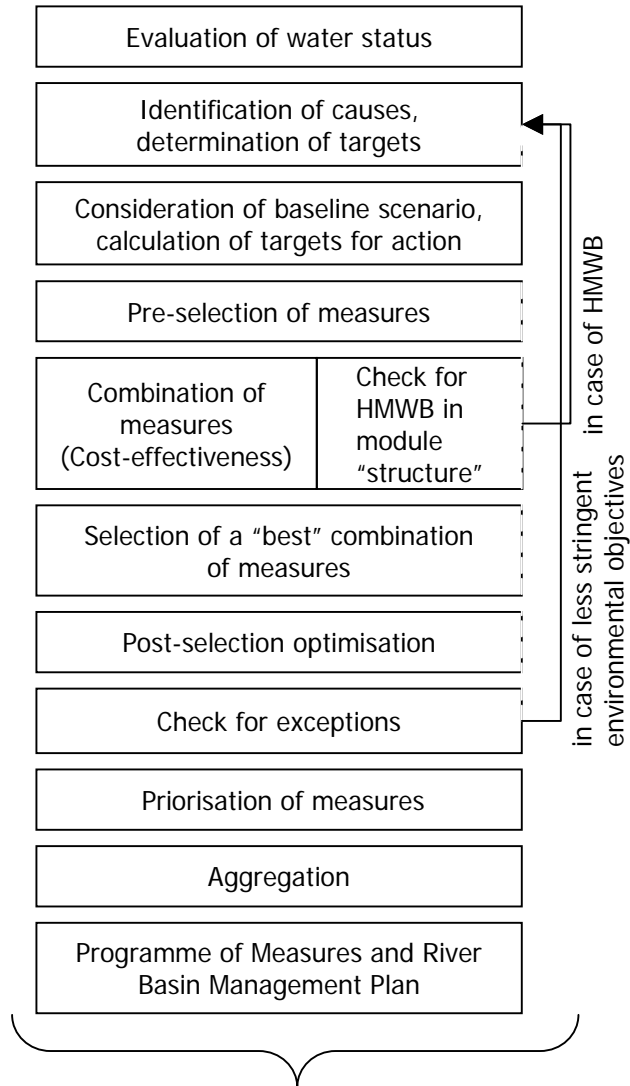 Evaluation of water status
Identification of causes,
determination of targets
Consideration of baseline scenario,
calculation of targets for action
Pre-selection of measures
Combination of
measures
(Cost-effectiveness)
Check for
HMWB in
module
“structure”
Selection of a “best” combination
of measures
Post-selection optimisation
Check for exceptions
Priorisation of measures
Aggregation
Programme of Measures and River
Basin Management Plan
in case of HMWB
in case of less stringent
environmental objectives